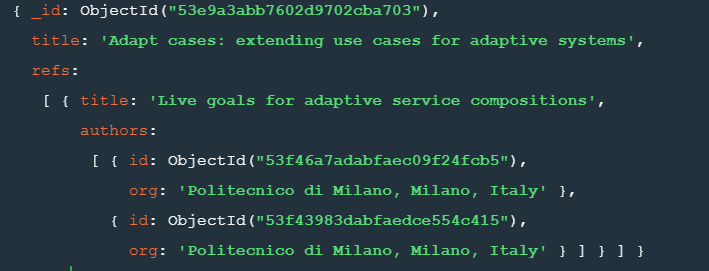 { _id: ObjectId("53e9a3abb7602d9702cba703"),
title: 'Adapt cases: extending use cases for adaptive systems',
refs:
[ { title: 'Live goals for adaptive service compositions',
authors:
[ { id: ObjectId("53f46a7adabfaec09f24fcb5"),
org: 'Politecnico di Milano, Milano, Italy' },
{ id: ObjectId("53f43983dabfaedce554c415"),
org: 'Politecnico di Milano, Milano, Italy' } ] } ] }